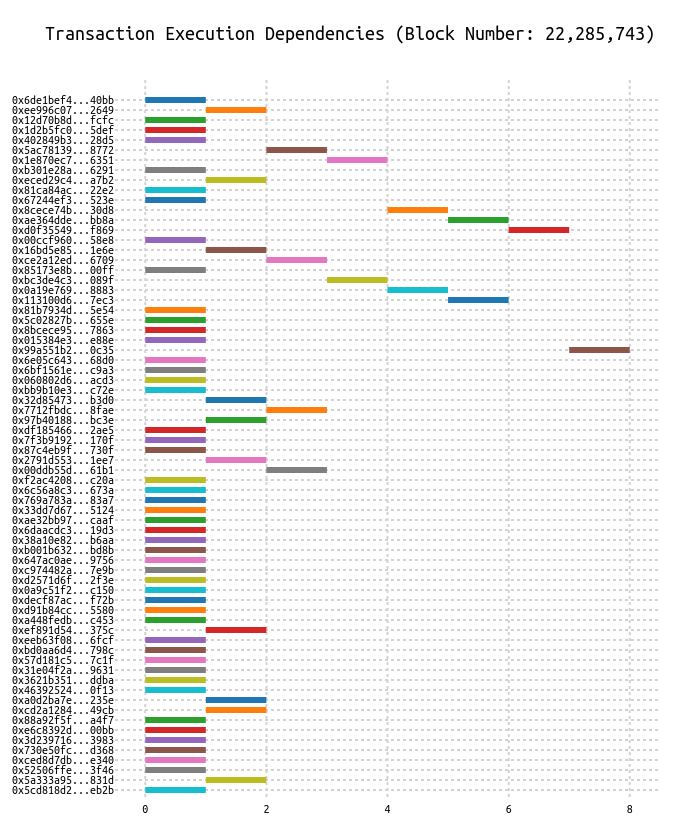 Transaction Execution Dependencies (Block Number: 22,285,743)
0x6de1bef4...40bb
0xee996c07...2649
0x12d70b8d...fcfc
0x1d2b5fc0...5def
0x402849b3...28d5
0x5ac78139...8772
0x1e870ec7...6351
0xb301e28a...6291
0xeced29c4...a7b2
0x81ca84ac...22e2
0x67244ef3...523e
0x8cece74b...30d8
0xae364dde...bb8a
0xd0f35549...f869
0x00ccf960...58e8
0x16bd5e85...1e6e
0xce2a12ed...6709
0x85173e8b...00ff
0xbc3de4c3...089f
0x0a19e769...8883
0x113100d6...7ec3
0x81b7934d...5e54
0x5c02827b...655e
0x8bcece95...7863
0x015384e3...e88e
0x99a551b2...0c35
0x6e05c643...68d0
0x6bf1561e...c9a3
0x060802d6...acd3
0xbb9b10e3...c72e
0x32d85473...b3d0
0x7712fbdc...8fae
0x97b40188...bc3e
0xdf185466...2ae5
0x7f3b9192...170f
0x87c4eb9f...730f
0x2791d553...1ee7
0x00ddb55d...61b1
0xf2ac4208...c20a
0x6c56a8c3...673a
0x769a783a...83a7
0x33dd7d67...5124
0xae32bb97...caaf
0x6daacdc3...19d3
0x38a10e82...b6aa
0xb001b632...bd8b
0x647ac0ae...9756
0xc974482a...7e9b
0xd2571d6f...2f3e
0x0a9c51f2...c150
0xdecf87ac...f72b
0xd91b84cc...5580
0xa448fedb...c453
0xef891d54...375c
0xeeb63f08...6fcf
0xbd0aa6d4...798c
0x57d181c5...7c1f
0x31e04f2a...9631
0x3621b351...ddba
0x46392524...0f13
0xa0d2ba7e...235e
0xcd2a1284...49cb
0x88a92f5f...a4f7
0xe6c8392d...00bb
0x3d239716...3983
0x730e50fc...d368
0xced8d7db...e340
0x52506ffe...3f46
0x5a333a95...831d
0x5cd818d2...eb2b
0 2 4 6 8